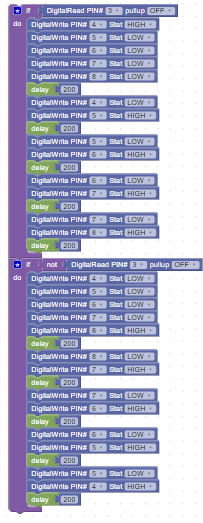 if DigitalRead PIN# 3 pullup OFF
do DigitalWrite PIN# 4 Stat HIGH
DigitalWrite PIN# 5 Stat LOW
DigitalWrite PIN# 6 Stat LOW
DigitalWrite PIN# 7 Stat LOW
DigitalWrite PIN# 8 Stat LOW
delay 200
DigitalWrite PIN# 4 Stat LOW
DigitalWrite PIN# 5 Stat HIGH
delay 200
DigitalWrite PIN# 5 Stat LOW
DigitalWrite PIN# 6 Stat HIGH
delay 200
DigitalWrite PIN# 6 Stat LOW
DigitalWrite PIN# 7 Stat HIGH
delay 200
DigitalWrite PIN# 7 Stat LOW
DigitalWrite PIN# 8 Stat HIGH
delay 200
if not DigitalRead PIN# 3 pullup OFF
do DigitalWrite PIN# 4 Stat LOW
DigitalWrite PIN# 5 Stat LOW
DigitalWrite PIN# 6 Stat LOW
DigitalWrite PIN# 7 Stat LOW
DigitalWrite PIN# 8 Stat HIGH
delay 200
DigitalWrite PIN# 8 Stat LOW
DigitalWrite PIN# 7 Stat HIGH
delay 200
DigitalWrite PIN# 7 Stat LOW
DigitalWrite PIN# 6 Stat HIGH
delay 200
DigitalWrite PIN# 6 Stat LOW
DigitalWrite PIN# 5 Stat HIGH
delay 200
DigitalWrite PIN# 5 Stat LOW
DigitalWrite PIN# 4 Stat HIGH
delay 200